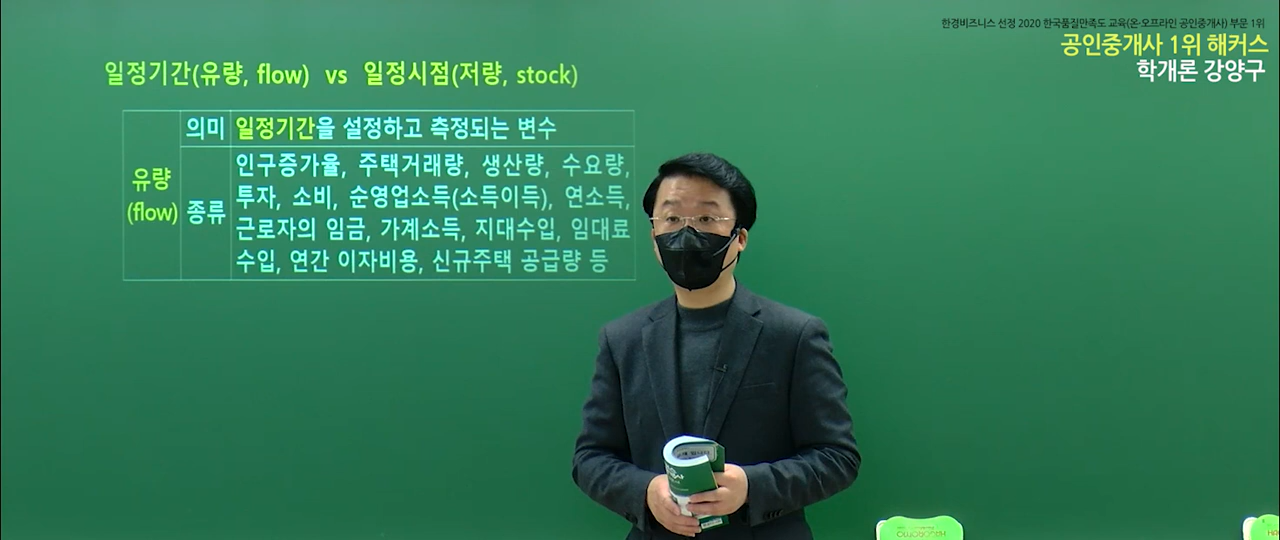 한경비즈니스 선정 2020 한국품질만족도 교육(온·오프라인 공인중개사) 부문 1위
공인중개사 1위 해커스
학개론 강양구
일정기간(유량, flow) vs 일정시점(저량, stock)
유량
(flow)
의미
일정기간을 설정하고 측정되는 변수
종류
인구증가율, 주택거래량, 생산량, 수요량,
투자, 소비, 순영업소득(소득이득), 연소득,
근로자의 임금, 가계소득, 지대수입, 임대료
수입, 연간 이자비용, 신규주택 공급량 등